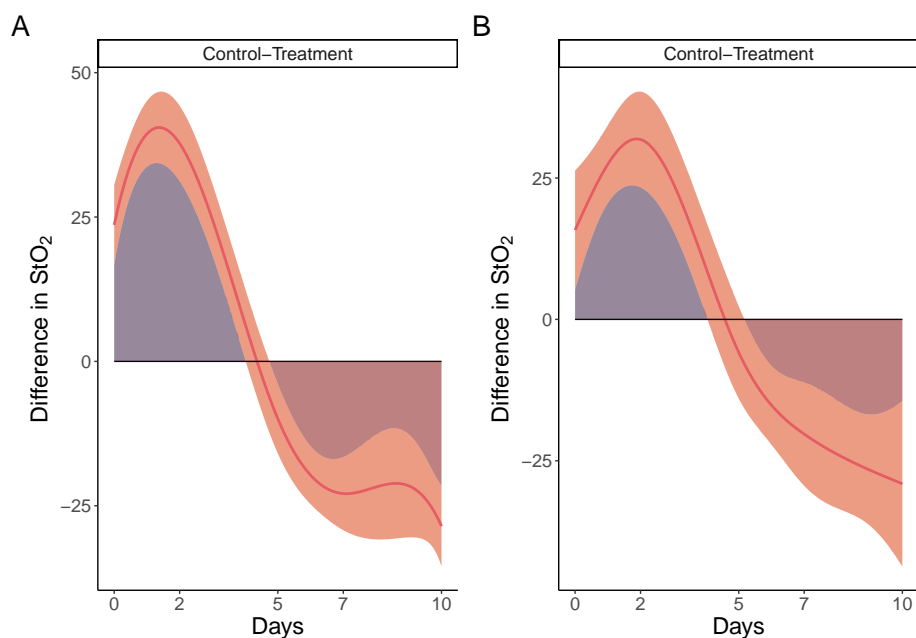 A
Control−Treatment
Difference in StO₂
50
25
0
−25
0 2 5 7 10
Days
B
Control−Treatment
Difference in StO₂
25
0
−25
0 2 5 7 10
Days